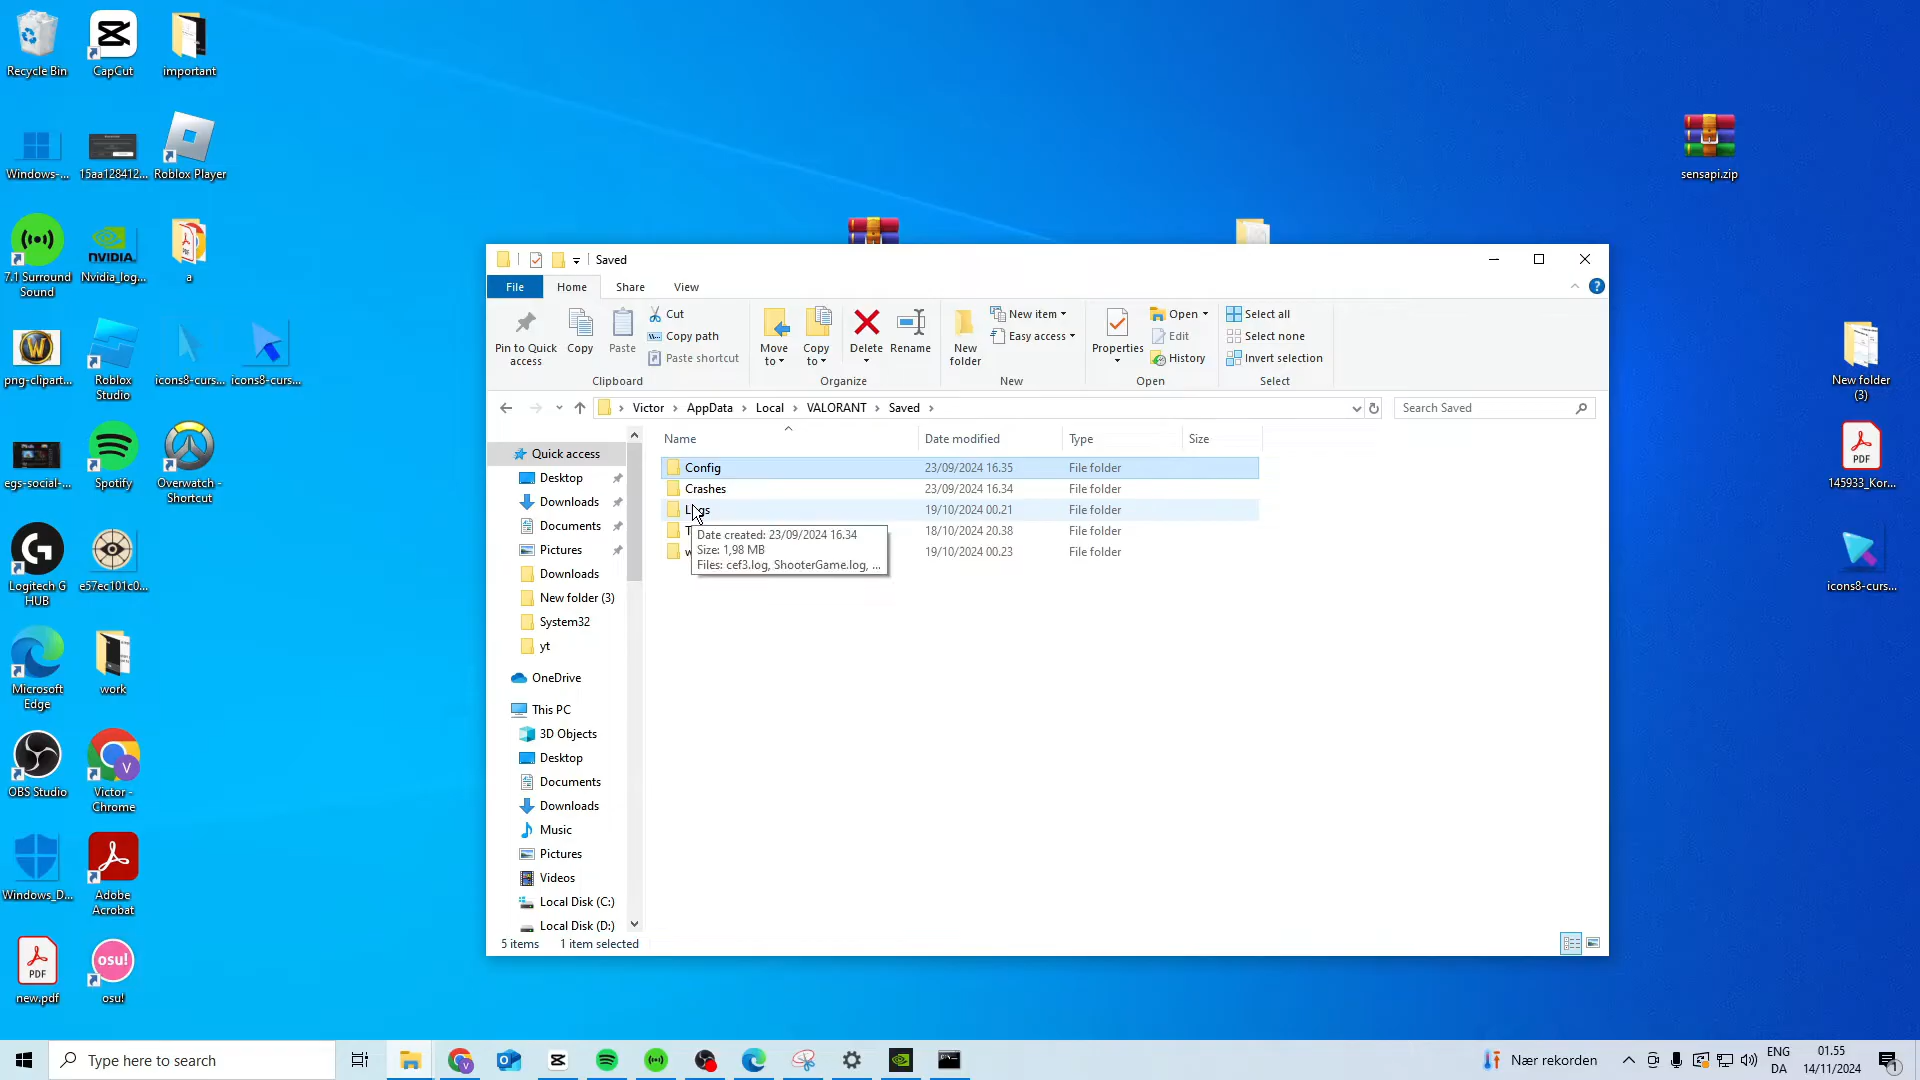 Recycle Bin
CapCut
important
Windows-...
15aa128412...
Roblox Player
7.1 Surround
Sound
NVIDIA.
Nvidia_log...
a
png-clipart...
Roblox
Studio
icons8-curs...
icons8-curs...
egs-social-...
Spotify
Overwatch -
Shortcut
Logitech G
HUB
e57ec101c0...
Microsoft
Edge
work
OBS Studio
V
Victor -
Chrome
Windows_D...
Adobe
Acrobat
PDF
new.pdf
osu!
osu!
sensapi.zip
New folder
(3)
PDF
145933_Kor...
icons8-curs...
Saved
File
Home
Share
View
Pin to Quick
access
Copy
Paste
Cut
Copy path
Paste shortcut
Clipboard
Move
to
Copy
to
Delete
Rename
Organize
New
folder
New item
Easy access
New
Properties
Open
Edit
History
Open
Select all
Select none
Invert selection
Select
Victor > AppData > Local > VALORANT > Saved >
Search Saved
Name
Date modified
Type
Size
Config 23/09/2024 16.35 File folder
Crashes 23/09/2024 16.34 File folder
Logs 19/10/2024 00.21 File folder
18/10/2024 20.38 File folder
19/10/2024 00.23 File folder
Date created: 23/09/2024 16.34
Size: 1,98 MB
Files: cef3.log, ShooterGame.log, ...
Quick access
Desktop
Downloads
Documents
Pictures
Downloads
New folder (3)
System32
yt
OneDrive
This PC
3D Objects
Desktop
Documents
Downloads
Music
Pictures
Videos
Local Disk (C:)
Local Disk (D:)
5 items
1 item selected
Type here to search
Nær rekorden
ENG
DA
01.55
14/11/2024
1